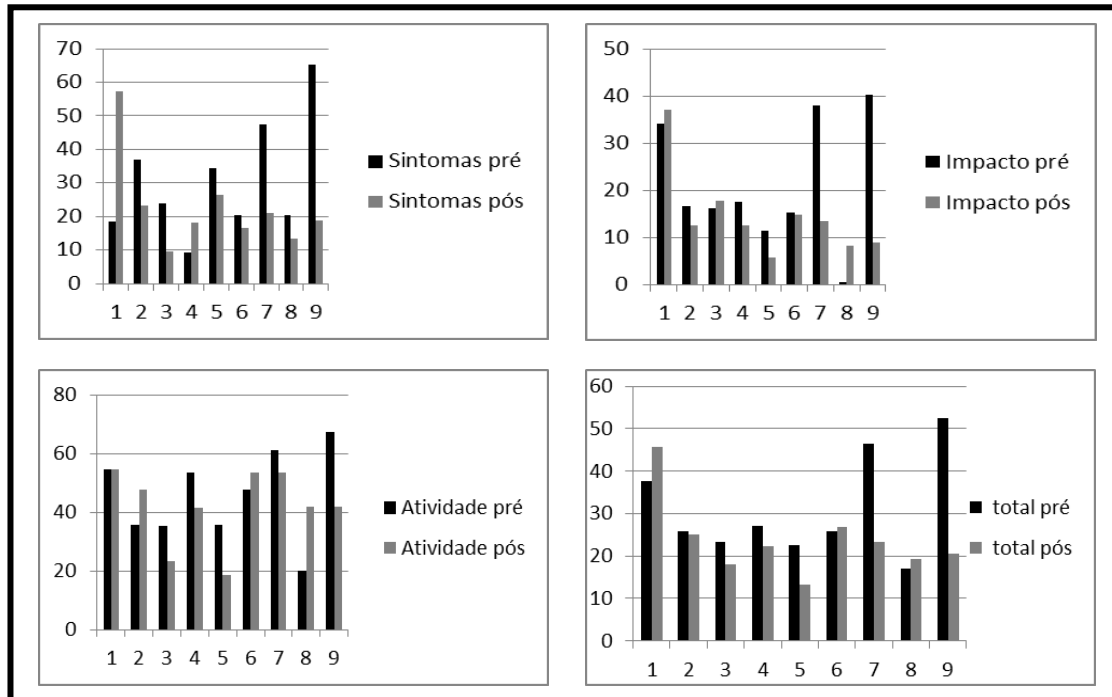 70
60
50
40
30
20
10
0
1 2 3 4 5 6 7 8 9
Sintomas pré
Sintomas pós
50
40
30
20
10
0
1 2 3 4 5 6 7 8 9
Impacto pré
Impacto pós
80
60
40
20
0
1 2 3 4 5 6 7 8 9
Atividade pré
Atividade pós
60
50
40
30
20
10
0
1 2 3 4 5 6 7 8 9
total pré
total pós